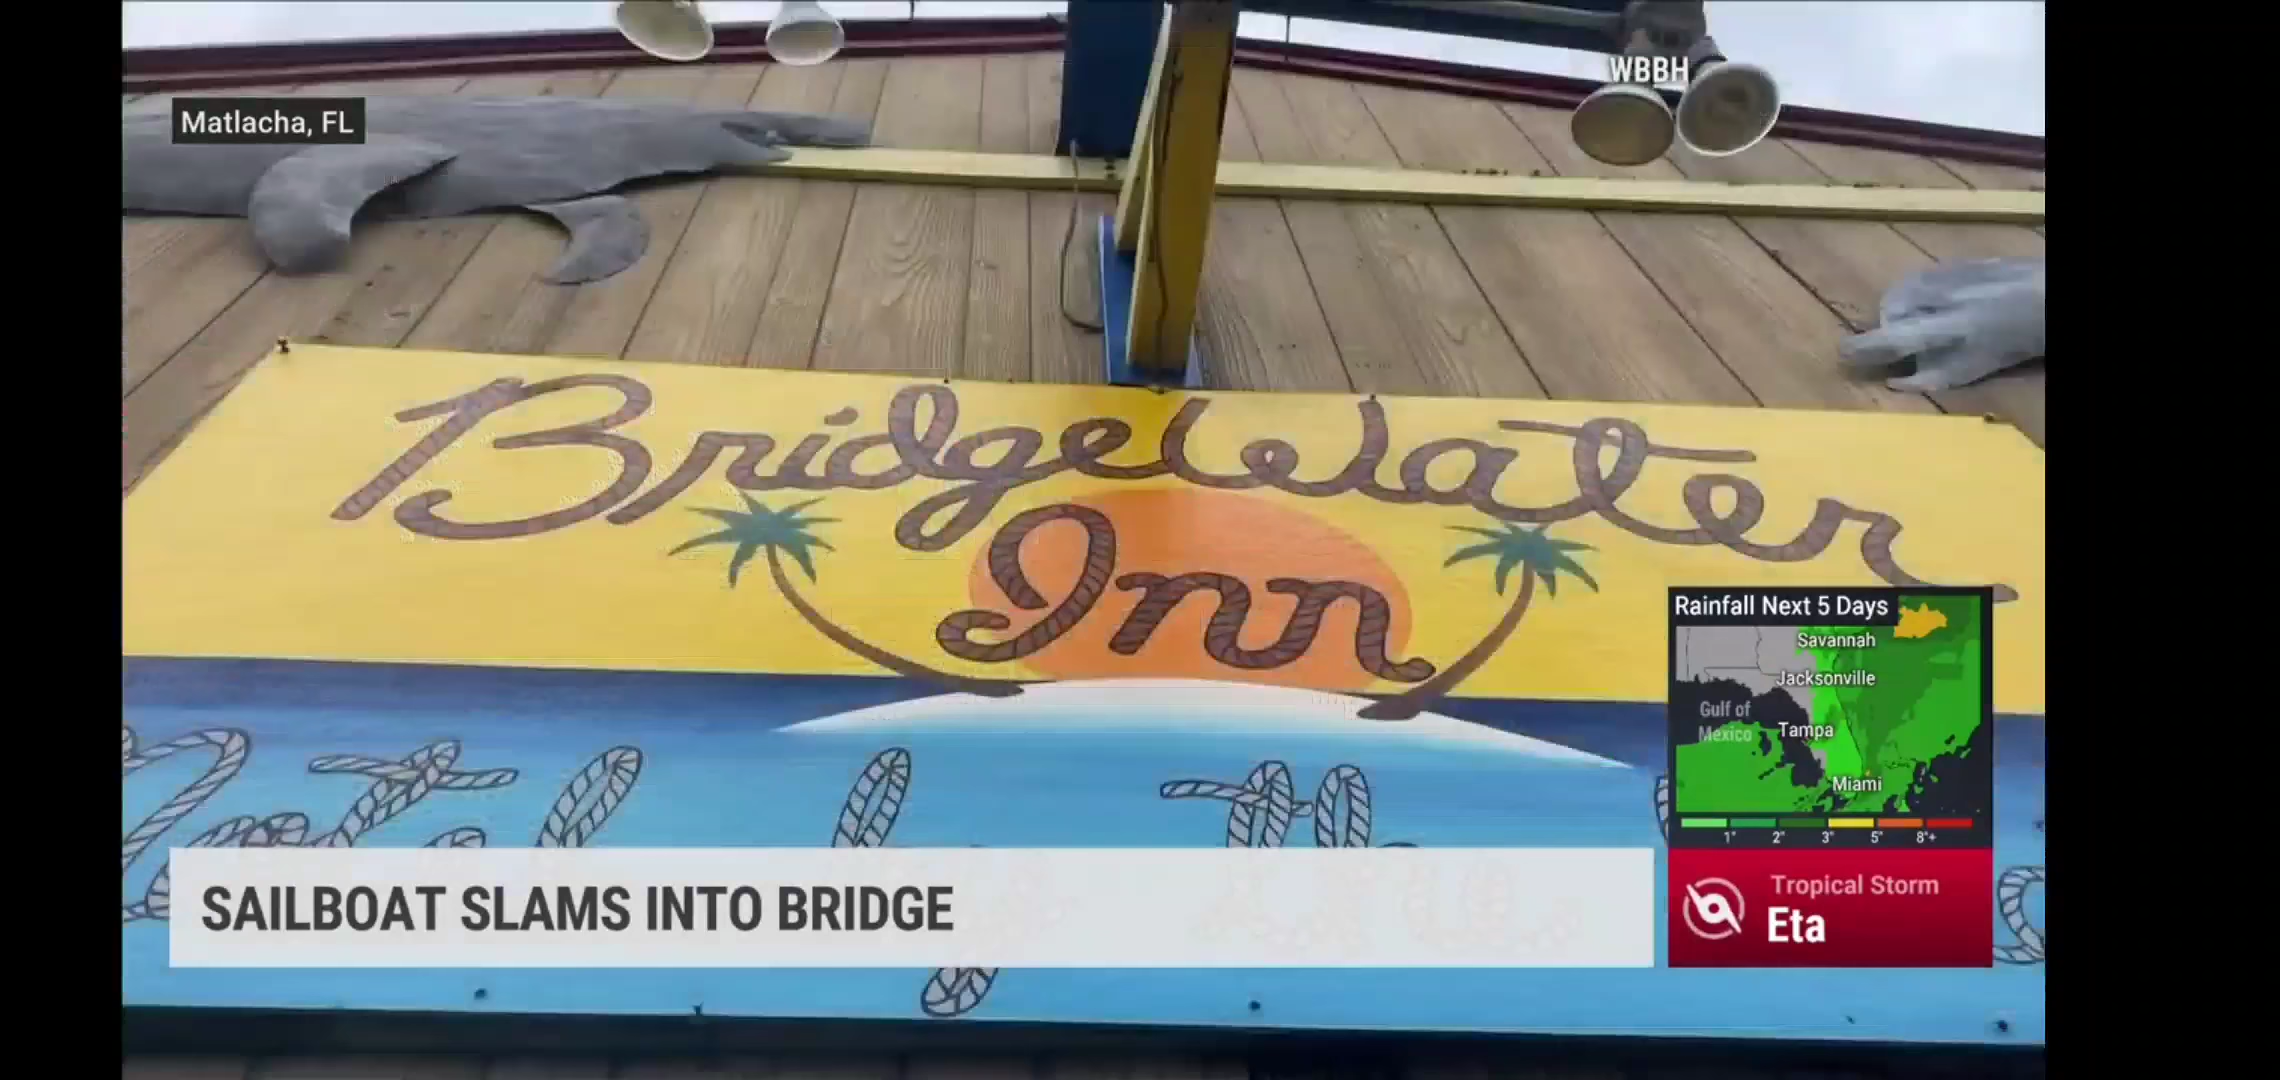 WBBH
Matlacha, FL
BridgeWater
Inn
Rainfall Next 5 Days
Savannah
Jacksonville
Gulf of
Mexico
Tampa
Miami
1" 2" 3" 5" 8"+
SAILBOAT SLAMS INTO BRIDGE
Tropical Storm
Eta